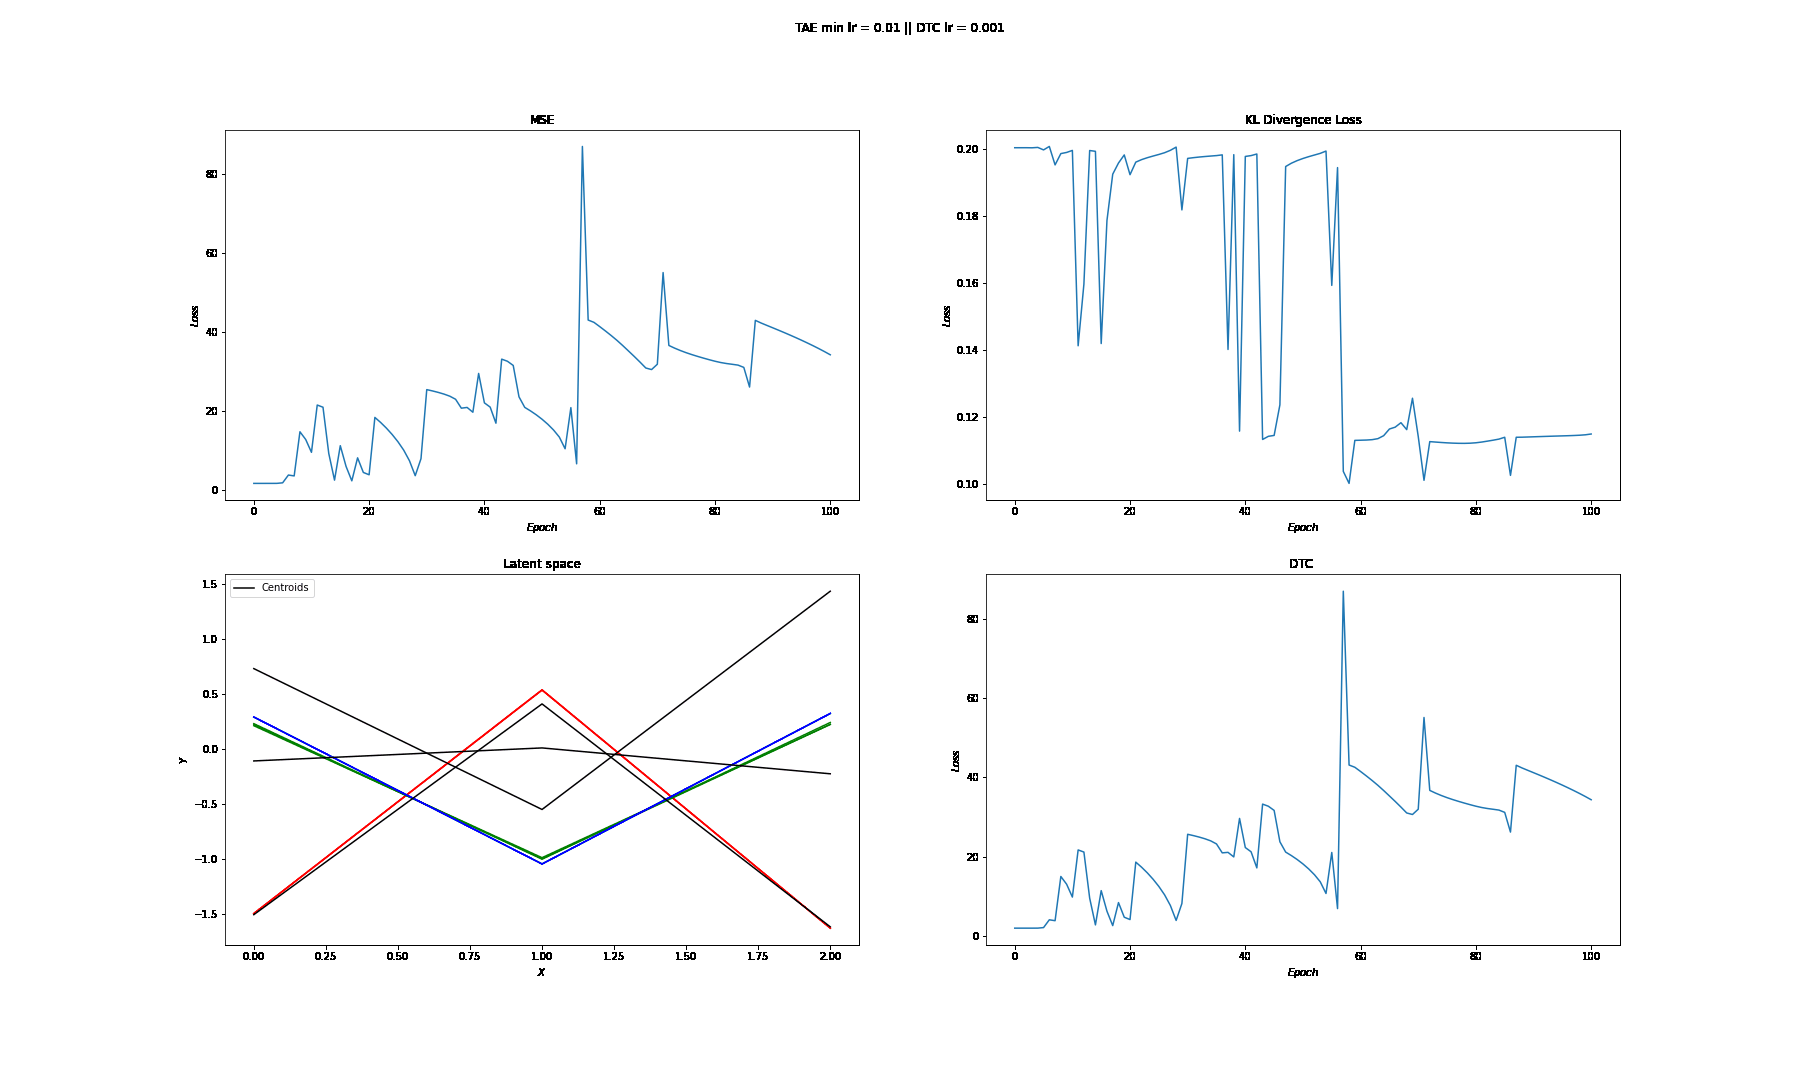 TAE min lr = 0.01 || DTC lr = 0.001
MSE
80
60
40
20
0
Loss
0 20 40 60 80 100
Epoch
KL Divergence Loss
0.20
0.18
0.16
0.14
0.12
0.10
Loss
0 20 40 60 80 100
Epoch
Latent space
Centroids
1.5
1.0
0.5
0.0
−0.5
−1.0
−1.5
Y
0.00 0.25 0.50 0.75 1.00 1.25 1.50 1.75 2.00
X
DTC
80
60
40
20
0
Loss
0 20 40 60 80 100
Epoch